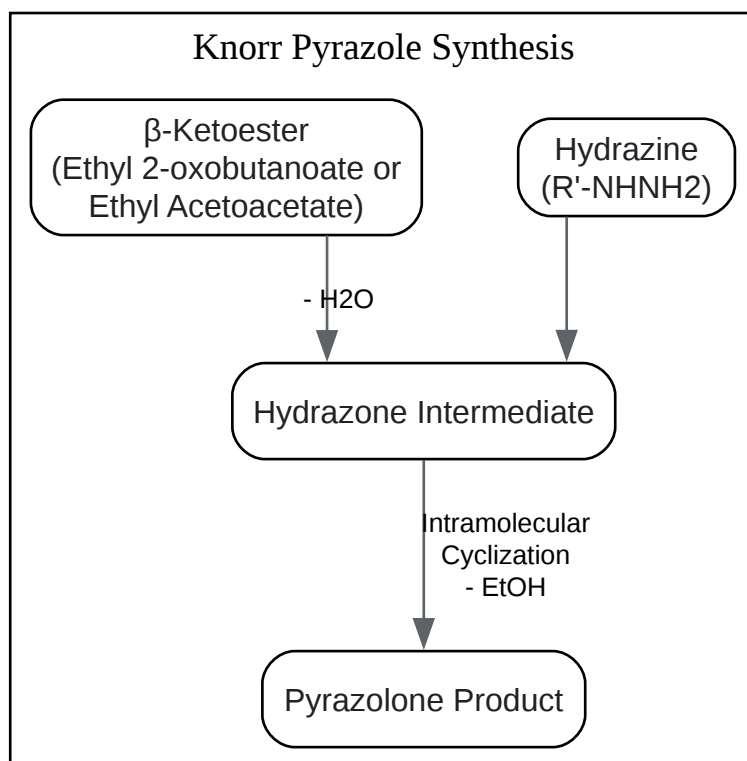 Knorr Pyrazole Synthesis
β-Ketoester
(Ethyl 2-oxobutanoate or
Ethyl Acetoacetate)
Hydrazine
(R'-NHNH2)
- H2O
Hydrazone Intermediate
Intramolecular
Cyclization
- EtOH
Pyrazolone Product